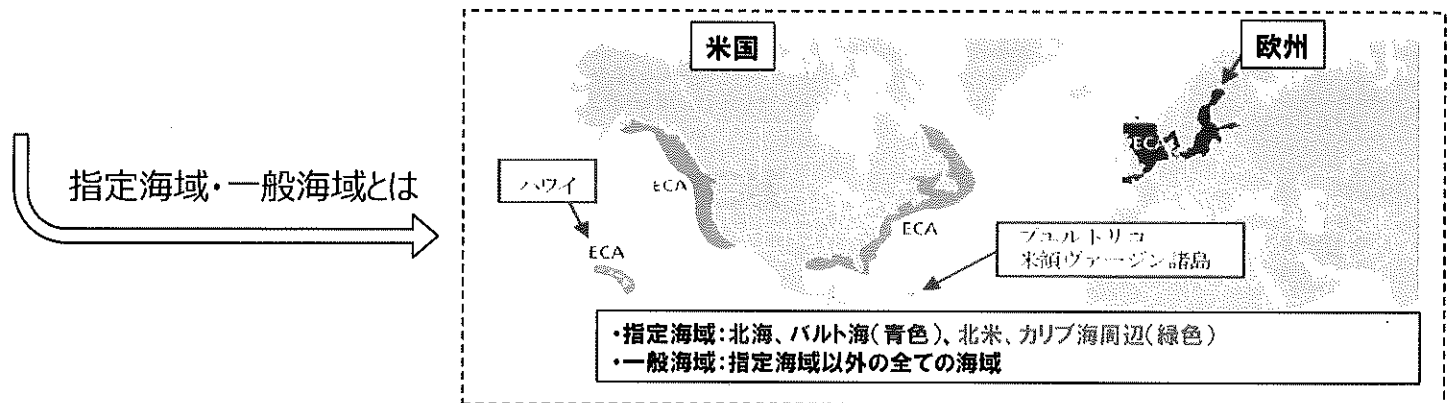 指定海域・一般海域とは
米国
欧州
ハワイ
ECA
ECA
ECA
SECA
プエルトリコ
米領ヴァージン諸島
・指定海域:北海、バルト海(青色)、北米、カリブ海周辺(緑色)
・一般海域:指定海域以外の全ての海域